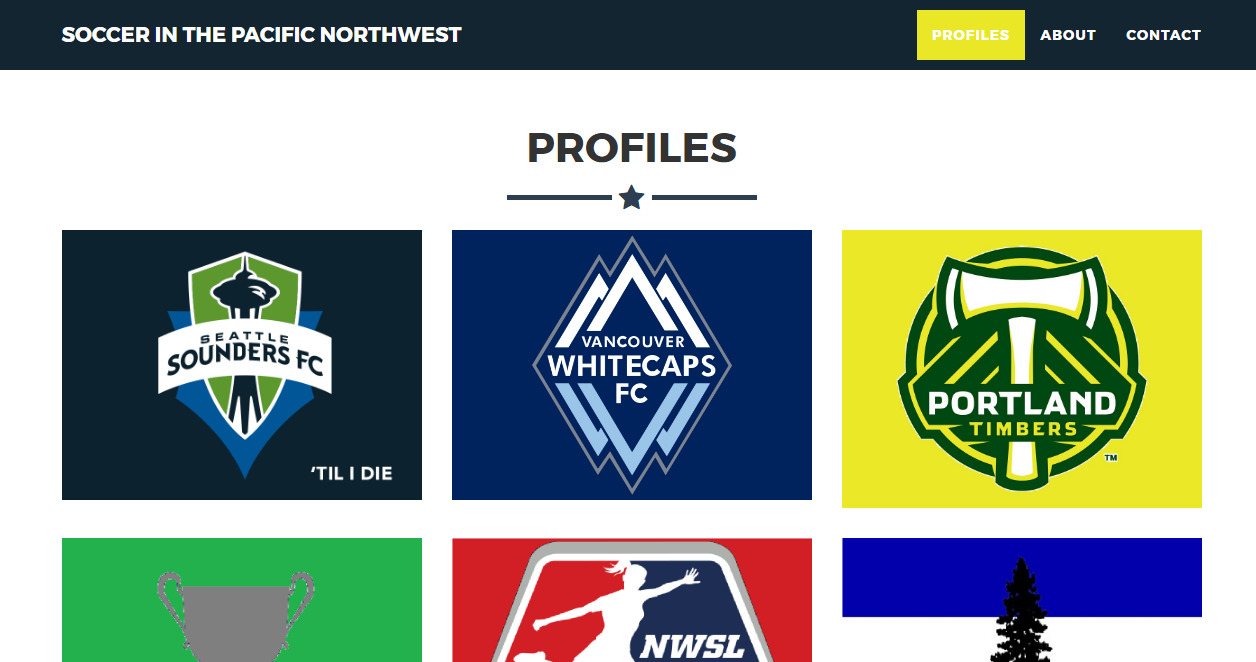 SOCCER IN THE PACIFIC NORTHWEST
PROFILES
ABOUT
CONTACT
PROFILES
SEATTLE
SOUNDERS FC
'TIL I DIE
VANCOUVER
WHITECAPS
FC
PORTLAND
TIMBERS
TM
NWSL